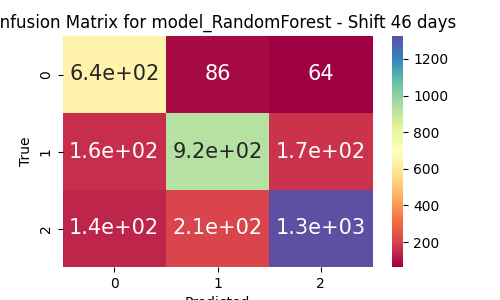 nfusion Matrix for model_RandomForest - Shift 46 days
0 6.4e+02 86 64
1 1.6e+02 9.2e+02 1.7e+02
2 1.4e+02 2.1e+02 1.3e+03
True
0 1 2
Predicted
1200
1000
800
600
400
200